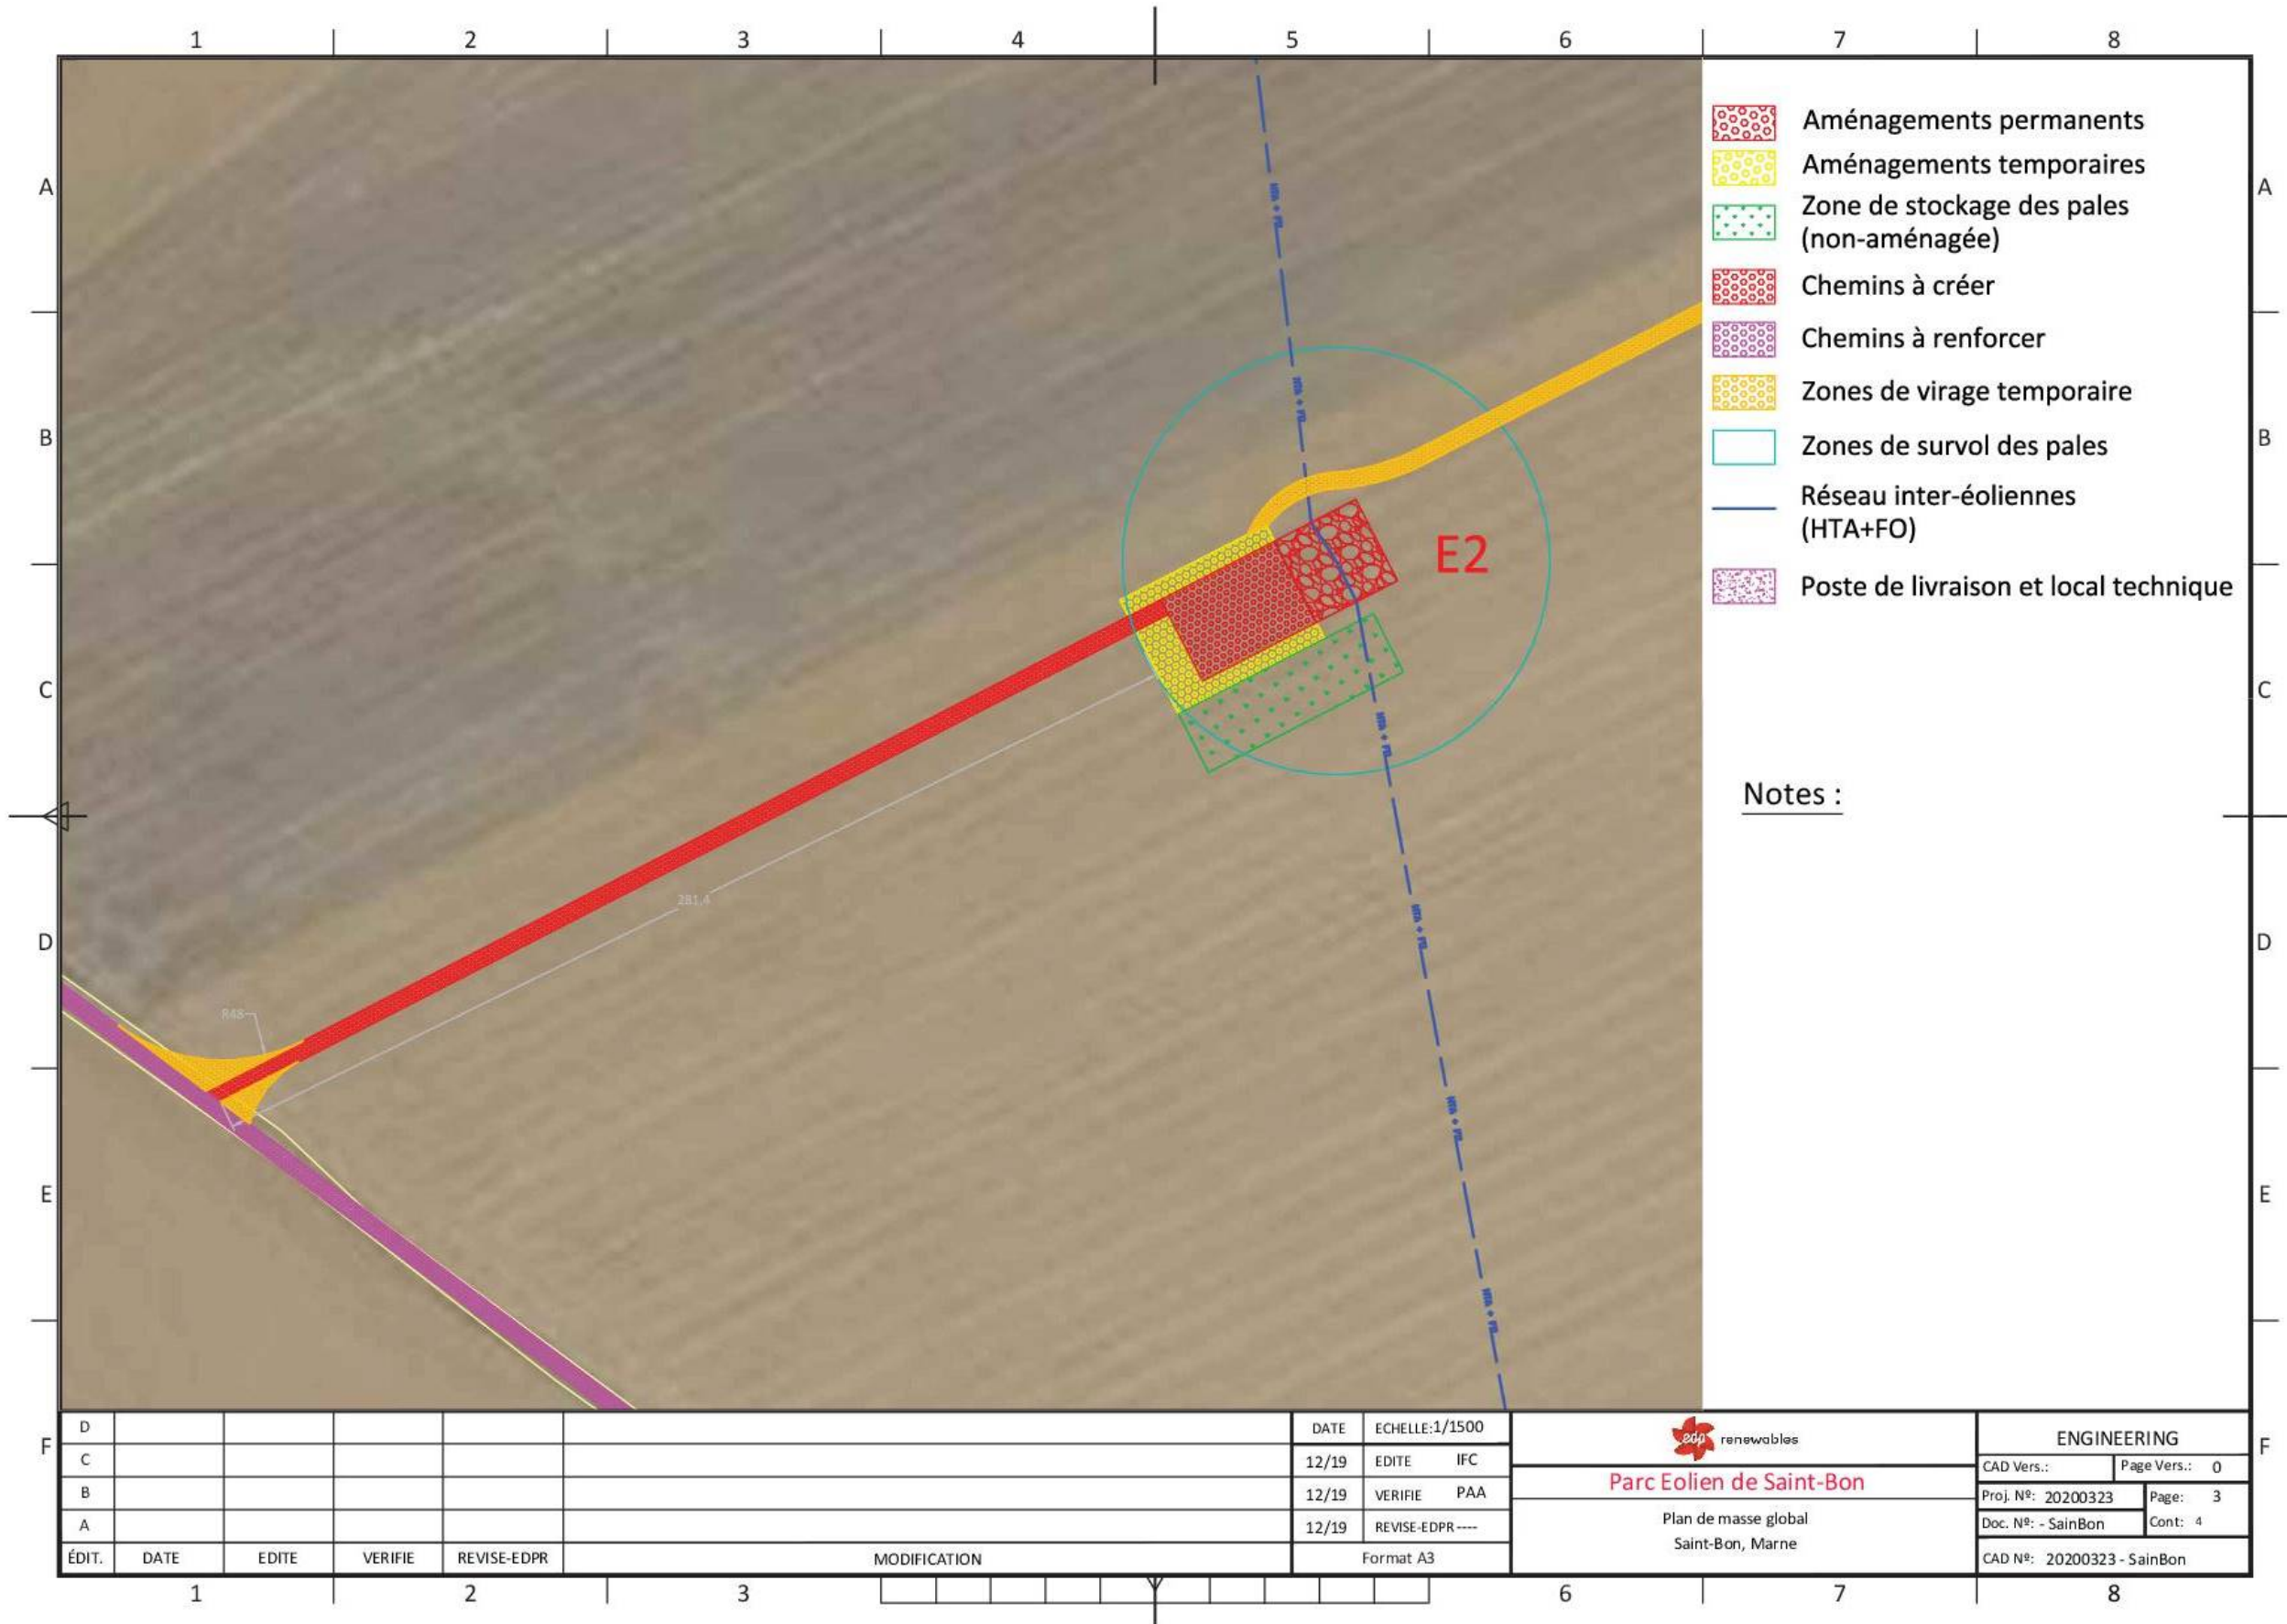 1 2 3 4 5 6 7 8
A A
B B
C C
D D
E E
F F
Aménagements permanents
Aménagements temporaires
Zone de stockage des pales
(non-aménagée)
Chemins à créer
Chemins à renforcer
Zones de virage temporaire
Zones de survol des pales
Réseau inter-éoliennes
(HTA+FO)
Poste de livraison et local technique
Notes :
E2
281.4
R48
D
C
B
A
ÉDIT. DATE EDITE VERIFIE REVISE-EDPR MODIFICATION
DATE ECHELLE:1/1500
12/19 EDITE IFC
12/19 VERIFIE PAA
12/19 REVISE-EDPR ----
Format A3
edp renewables
Parc Eolien de Saint-Bon
Plan de masse global
Saint-Bon, Marne
ENGINEERING
CAD Vers.: Page Vers.: 0
Proj. Nº: 20200323 Page: 3
Doc. Nº: - SainBon Cont: 4
CAD Nº: 20200323 - SainBon
1 2 3 6 7 8